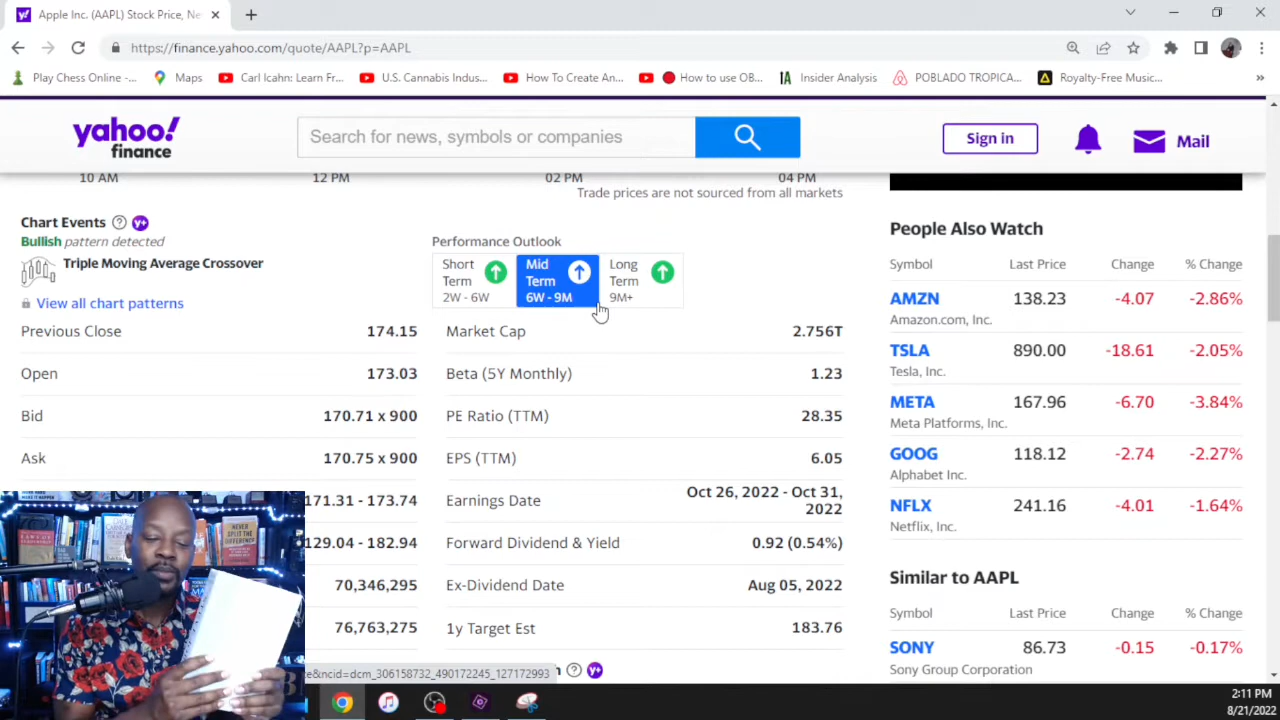 Apple Inc. (AAPL) Stock Price, Ne
https://finance.yahoo.com/quote/AAPL?p=AAPL
Play Chess Online -...
Maps
Carl Icahn: Learn Fr...
U.S. Cannabis Indus...
How To Create An...
How to use OB...
Insider Analysis
POBLADO TROPICA...
Royalty-Free Music...
»
yahoo!
finance
Search for news, symbols or companies
Sign in
Mail
10 AM 12 PM 02 PM 04 PM
Trade prices are not sourced from all markets
Chart Events
Bullish pattern detected
Triple Moving Average Crossover
View all chart patterns
Performance Outlook
Short
Term
2W - 6W
Mid
Term
6W - 9M
Long
Term
9M+
Previous Close 174.15
Open 173.03
Bid 170.71 x 900
Ask 170.75 x 900
171.31 - 173.74
129.04 - 182.94
70,346,295
76,763,275
Market Cap 2.756T
Beta (5Y Monthly) 1.23
PE Ratio (TTM) 28.35
EPS (TTM) 6.05
Earnings Date Oct 26, 2022 - Oct 31,
2022
Forward Dividend & Yield 0.92 (0.54%)
Ex-Dividend Date Aug 05, 2022
1y Target Est 183.76
People Also Watch
Symbol Last Price Change % Change
AMZN 138.23 -4.07 -2.86%
Amazon.com, Inc.
TSLA 890.00 -18.61 -2.05%
Tesla, Inc.
META 167.96 -6.70 -3.84%
Meta Platforms, Inc.
GOOG 118.12 -2.74 -2.27%
Alphabet Inc.
NFLX 241.16 -4.01 -1.64%
Netflix, Inc.
Similar to AAPL
Symbol Last Price Change % Change
SONY 86.73 -0.15 -0.17%
Sony Group Corporation
NEVER
SPLIT THE
DIFFERENCE
e&ncid=dcm_306158732_490172245_127172993
2:11 PM
8/21/2022